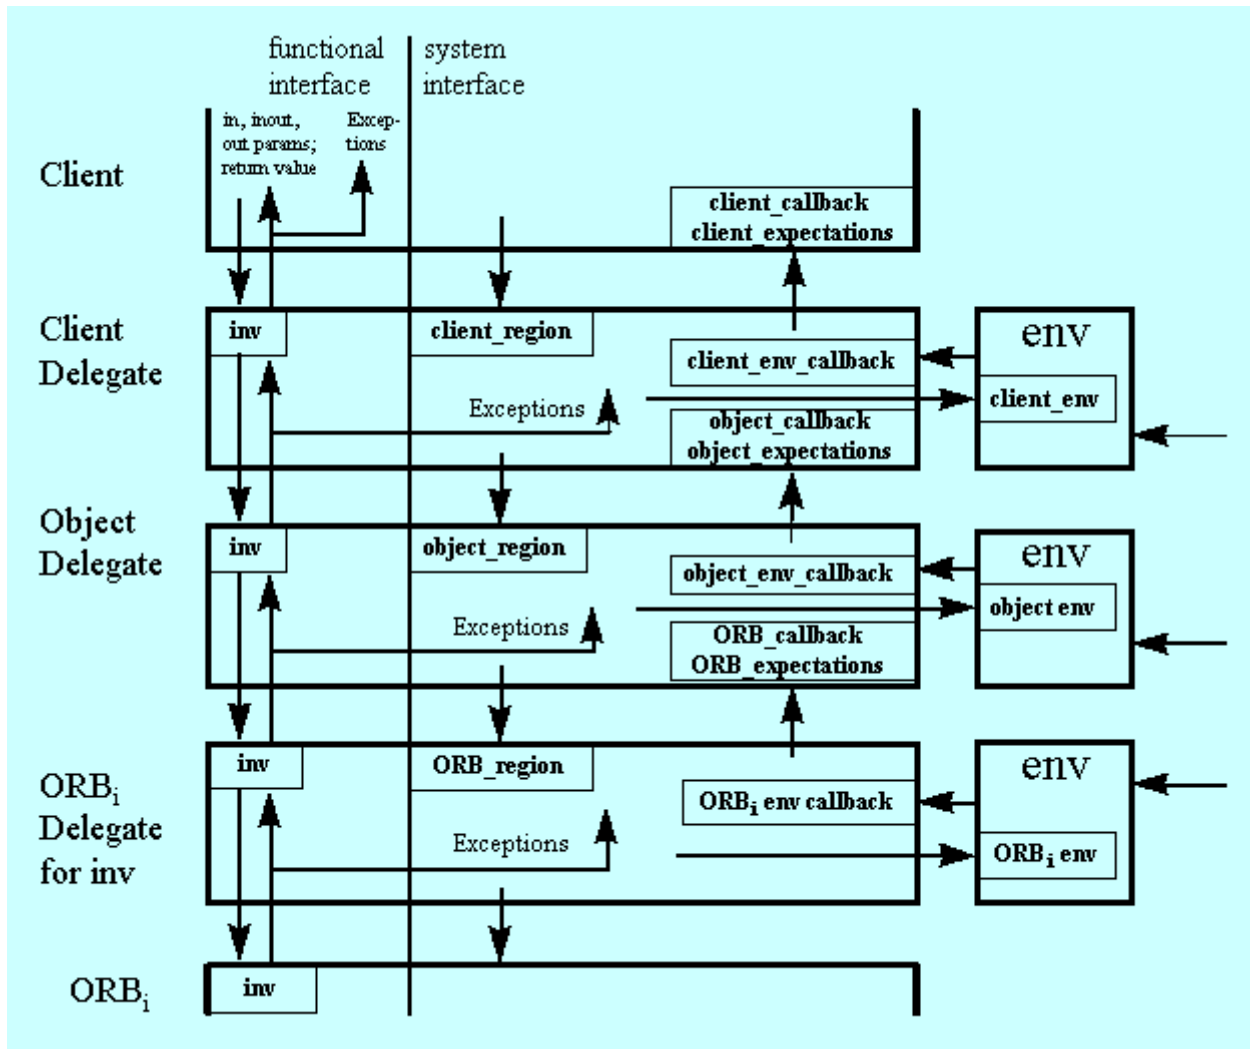 functional
interface
system
interface
in, inout,
out params;
return value
Excep-
tions
Client
client_callback
client_expectations
Client
Delegate
inv
client_region
client_env_callback
env
client_env
Exceptions
object_callback
object_expectations
Object
Delegate
inv
object_region
object_env_callback
env
object env
Exceptions
ORB_callback
ORB_expectations
ORBi
Delegate
for inv
inv
ORB_region
ORBi env callback
env
ORBi env
Exceptions
ORBi
inv